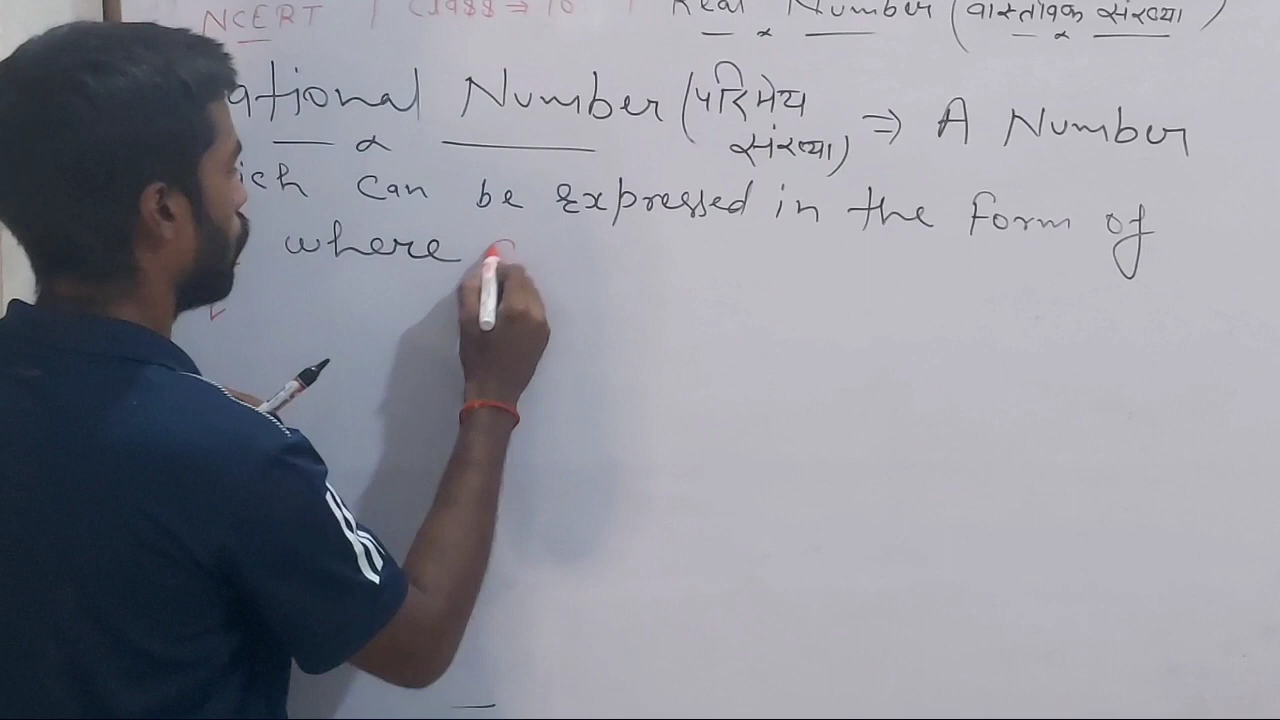 NCERT | Class ⇒ 10 | Real Number (वास्तविक संख्या)
ational Number (परिमेय संख्या) ⇒ A Number
ich can be Expressed in the form of
where